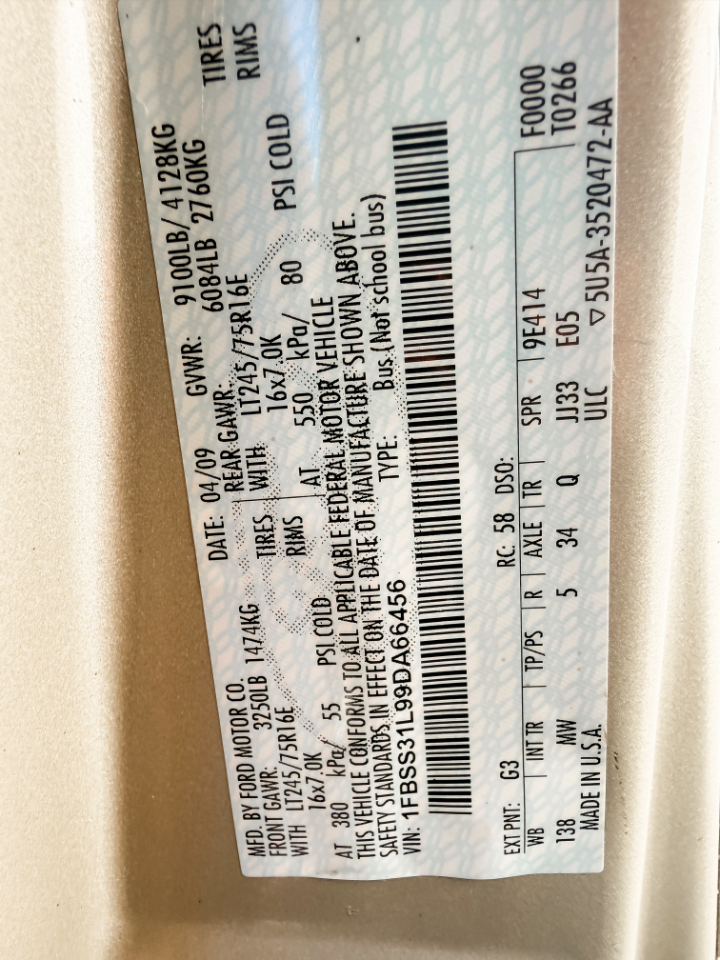 MFD. BY FORD MOTOR CO. DATE: 04/09 GVWR: 9100LB/ 4128KG
FRONT GAWR: 3250LB 1474KG REAR GAWR: 6084LB 2760KG
WITH LT245/75R16E TIRES WITH LT245/75R16E TIRES
16x7.0K RIMS 16x7.0K RIMS
AT 380 kPa/ 55 PSI COLD AT 550 kPa/ 80 PSI COLD
THIS VEHICLE CONFORMS TO ALL APPLICABLE FEDERAL MOTOR VEHICLE
SAFETY STANDARDS IN EFFECT ON THE DATE OF MANUFACTURE SHOWN ABOVE.
VIN: 1FBSS31L99DA66456 TYPE: Bus (Not school bus)
EXT PNT: G3 RC: 58 DSO: F0000
WB INT TR TP/PS R AXLE TR SPR 9E414 T0266
138 MW 5 34 Q JJ33 E05
MADE IN U.S.A. ULC ▽5U5A-3520472-AA